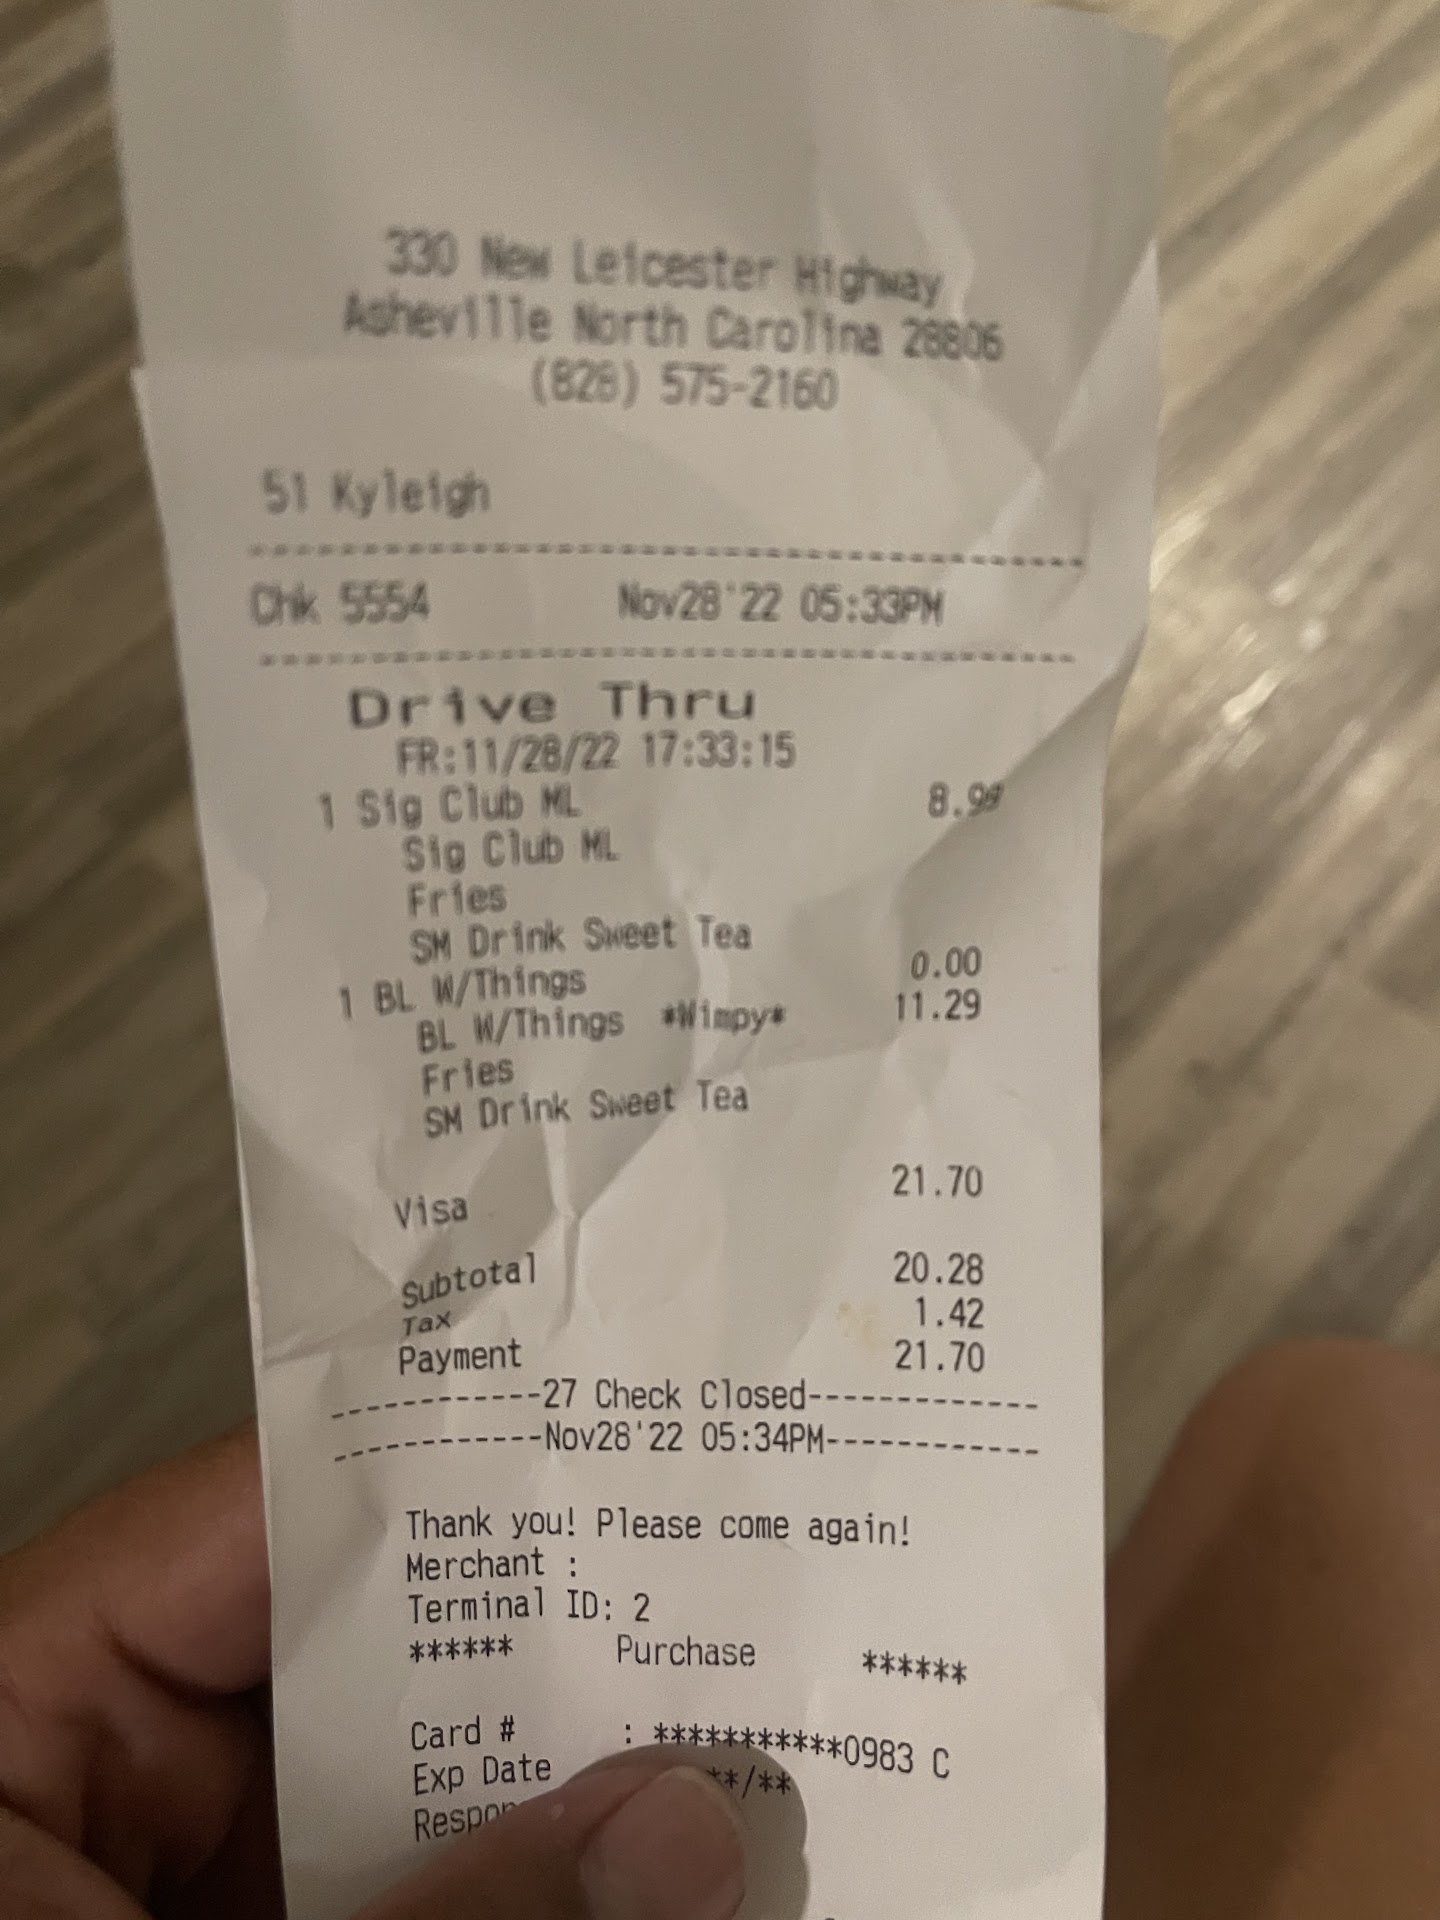 330 New Leicester Highway
Asheville North Carolina 28806
(828) 575-2160
51 Kyleigh
----------------------------------------
Chk 5554 Nov28'22 05:33PM
----------------------------------------
Drive Thru
FR:11/28/22 17:33:15
1 Sig Club ML 8.99
Sig Club ML
Fries
SM Drink Sweet Tea
1 BL W/Things 0.00
BL W/Things *Wimpy* 11.29
Fries
SM Drink Sweet Tea
Visa 21.70
Subtotal 20.28
Tax 1.42
Payment 21.70
------------27 Check Closed-------------
------------Nov28'22 05:34PM------------
Thank you! Please come again!
Merchant :
Terminal ID: 2
****** Purchase ******
Card # : ***********0983 C
Exp Date **/**